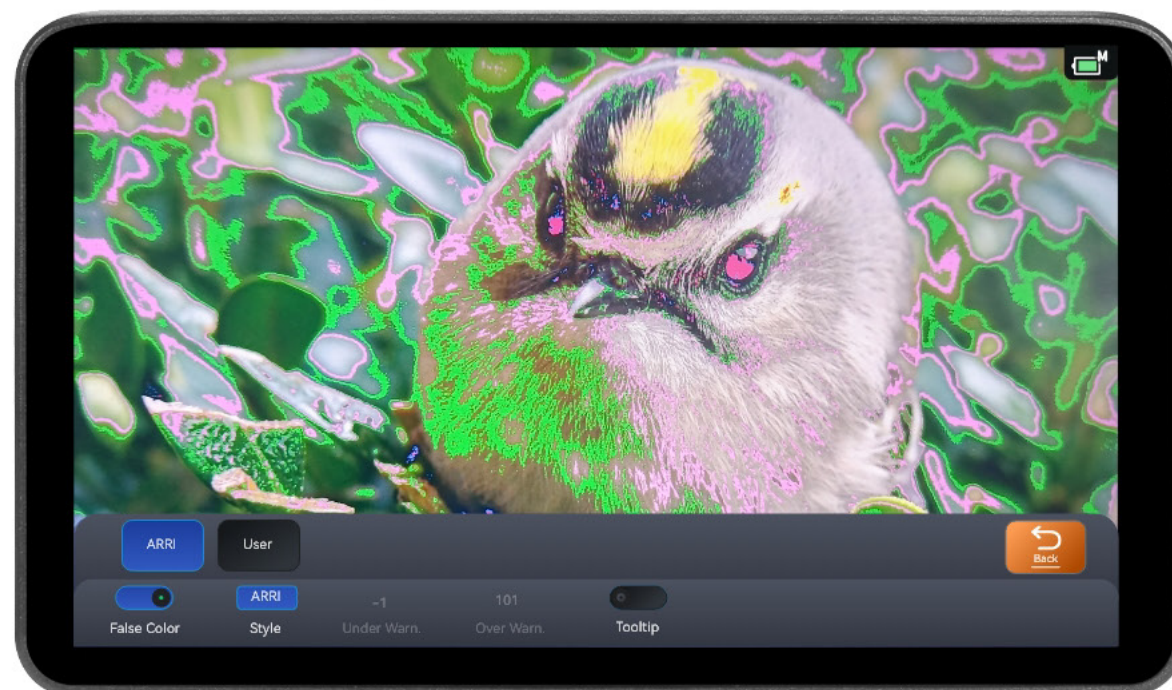 M
ARRI
User
Back
ARRI
-1
101
False Color
Style
Under Warn.
Over Warn.
Tooltip